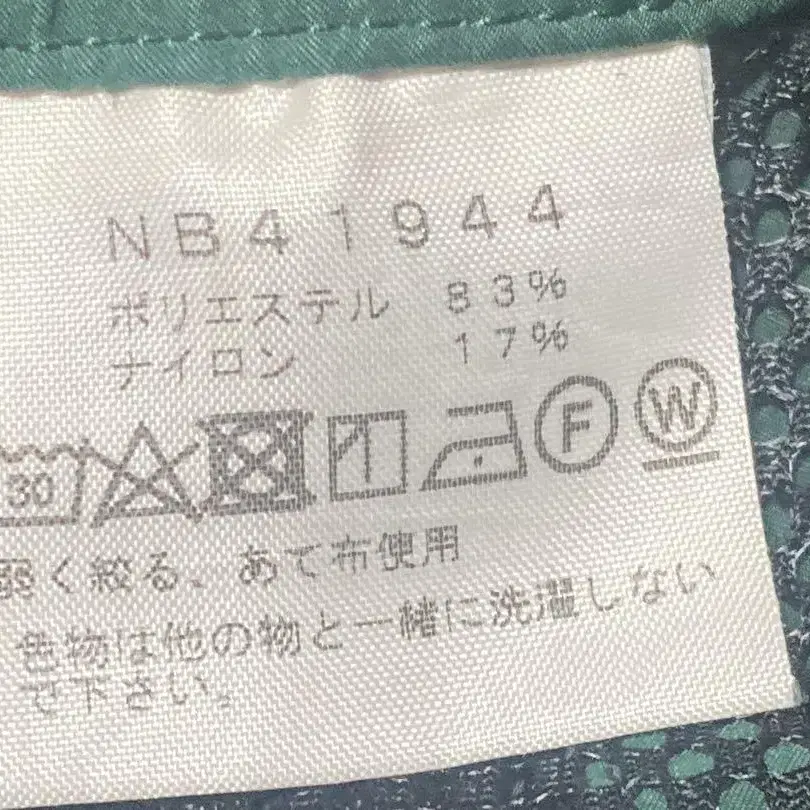 NB41944
ポリエステル 83%
ナイロン 17%
30 F W
弱く絞る、あて布使用
色物は他の物と一緒に洗濯しない
で下さい。